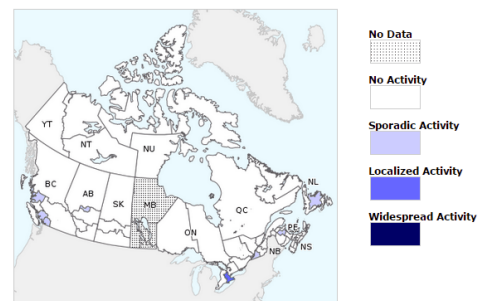 No Data
No Activity
Sporadic Activity
Localized Activity
Widespread Activity
YT
NT
NU
BC
AB
SK
MB
ON
QC
NL
PE
NB
NS